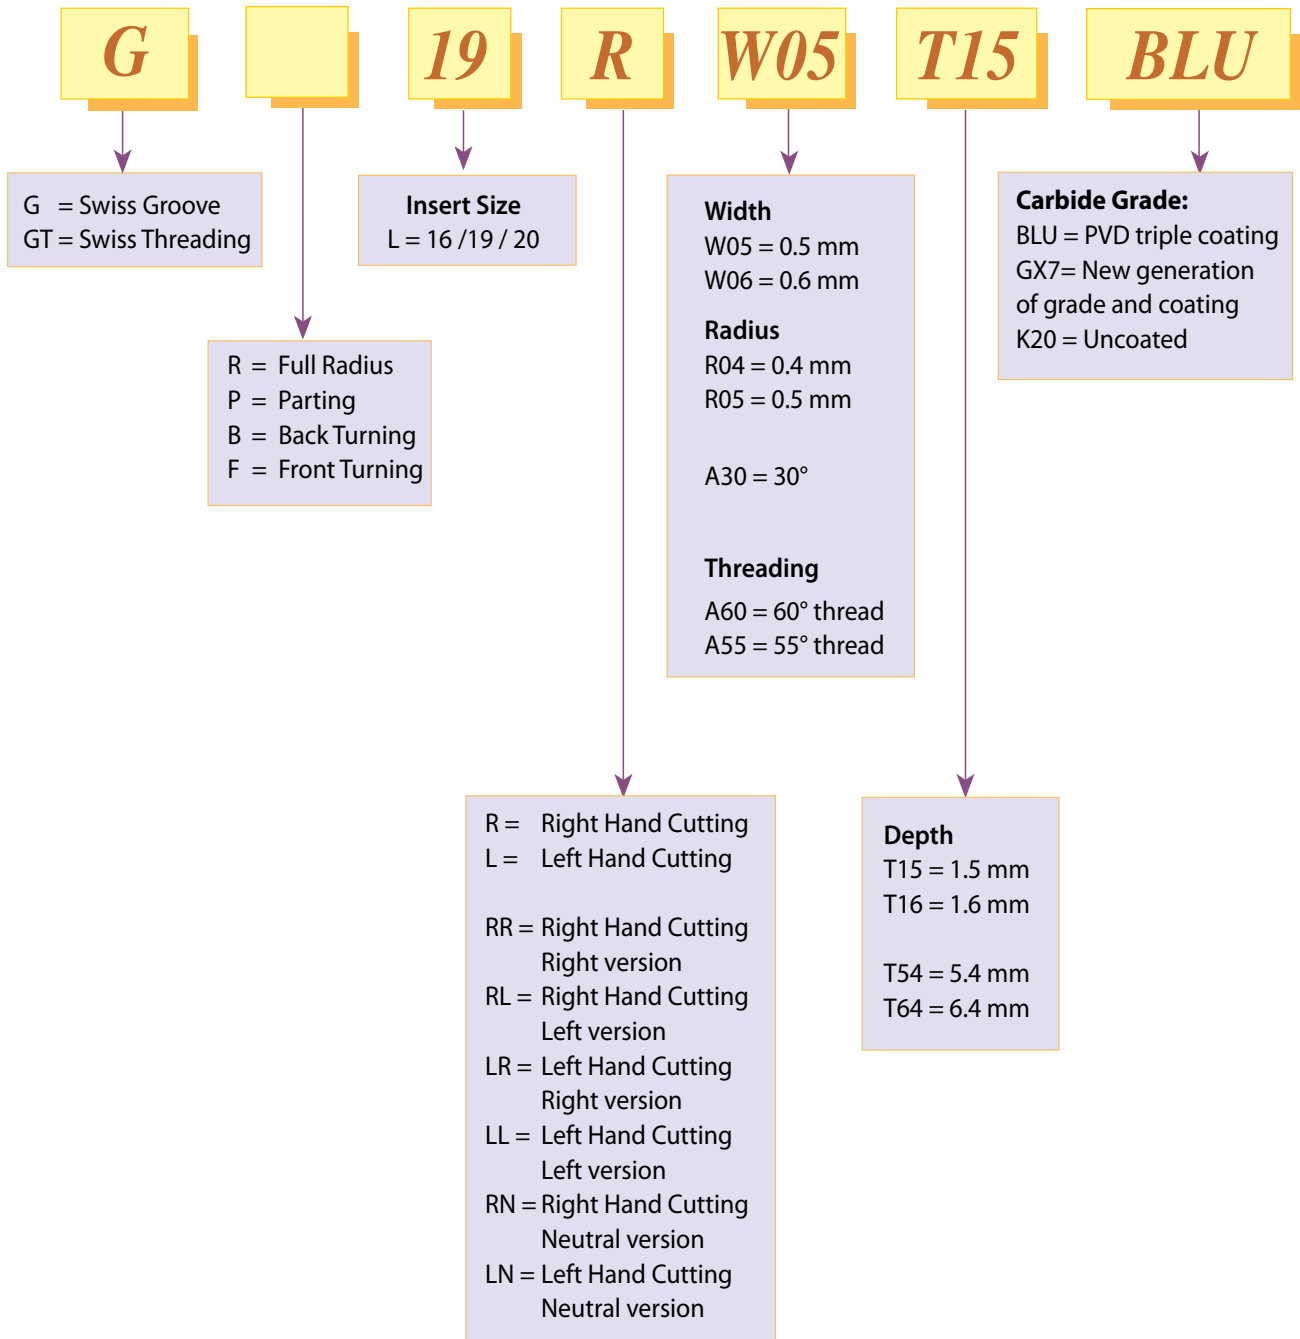 G 19 R W05 T15 BLU
G = Swiss Groove
GT = Swiss Threading
R = Full Radius
P = Parting
B = Back Turning
F = Front Turning
Insert Size
L = 16 /19 / 20
R = Right Hand Cutting
L = Left Hand Cutting
RR = Right Hand Cutting
Right version
RL = Right Hand Cutting
Left version
LR = Left Hand Cutting
Right version
LL = Left Hand Cutting
Left version
RN = Right Hand Cutting
Neutral version
LN = Left Hand Cutting
Neutral version
Width
W05 = 0.5 mm
W06 = 0.6 mm
Radius
R04 = 0.4 mm
R05 = 0.5 mm
A30 = 30°
Threading
A60 = 60° thread
A55 = 55° thread
Depth
T15 = 1.5 mm
T16 = 1.6 mm
T54 = 5.4 mm
T64 = 6.4 mm
Carbide Grade:
BLU = PVD triple coating
GX7= New generation
of grade and coating
K20 = Uncoated